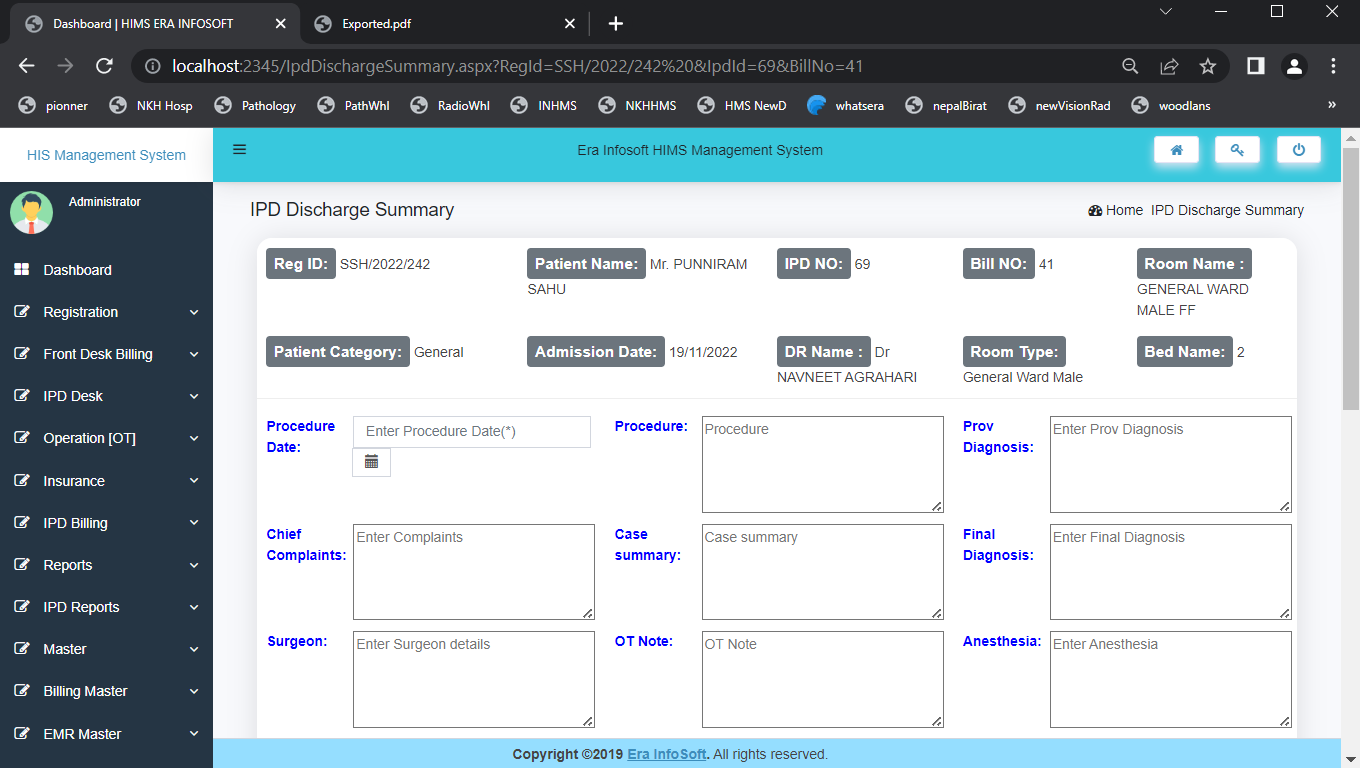 Dashboard | HIMS ERA INFOSOFT
Exported.pdf
localhost:2345/IpdDischargeSummary.aspx?RegId=SSH/2022/242%20&IpdId=69&BillNo=41
pionner NKH Hosp Pathology PathWhl RadioWhl INHMS NKHHMS HMS NewD whatsera nepalBirat newVisionRad woodlans »
HIS Management System
Era Infosoft HIMS Management System
Administrator
Dashboard
Registration
Front Desk Billing
IPD Desk
Operation [OT]
Insurance
IPD Billing
Reports
IPD Reports
Master
Billing Master
EMR Master
IPD Discharge Summary
Home IPD Discharge Summary
Reg ID: SSH/2022/242
Patient Name: Mr. PUNNIRAM
SAHU
IPD NO: 69
Bill NO: 41
Room Name :
GENERAL WARD
MALE FF
Patient Category: General
Admission Date: 19/11/2022
DR Name : Dr
NAVNEET AGRAHARI
Room Type:
General Ward Male
Bed Name: 2
Procedure
Date:
Enter Procedure Date(*)
Procedure:
Procedure
Prov
Diagnosis:
Enter Prov Diagnosis
Chief
Complaints:
Enter Complaints
Case
summary:
Case summary
Final
Diagnosis:
Enter Final Diagnosis
Surgeon:
Enter Surgeon details
OT Note:
OT Note
Anesthesia:
Enter Anesthesia
Copyright ©2019 Era InfoSoft. All rights reserved.